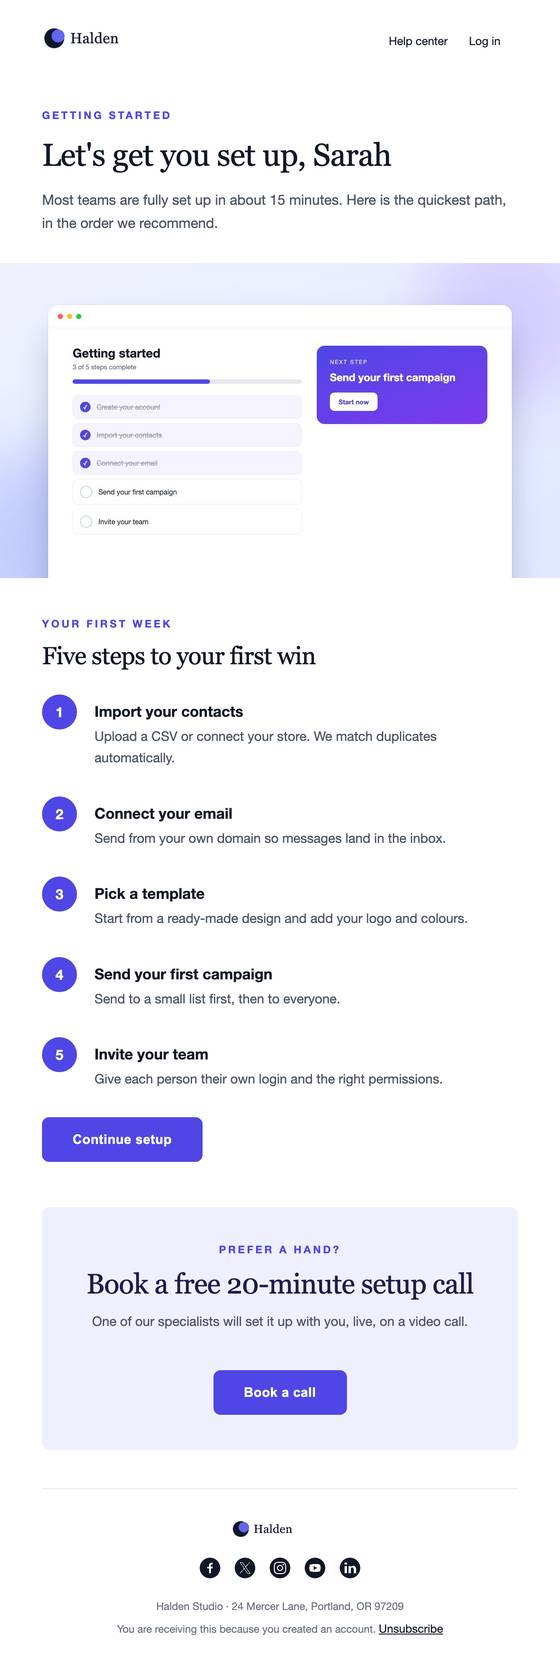 Halden
Help center
Log in
GETTING STARTED
Let's get you set up, Sarah
Most teams are fully set up in about 15 minutes. Here is the quickest path,
in the order we recommend.
Getting started
3 of 5 steps complete
Create your account
Import your contacts
Connect your email
Send your first campaign
Invite your team
NEXT STEP
Send your first campaign
Start now
YOUR FIRST WEEK
Five steps to your first win
1
Import your contacts
Upload a CSV or connect your store. We match duplicates
automatically.
2
Connect your email
Send from your own domain so messages land in the inbox.
3
Pick a template
Start from a ready-made design and add your logo and colours.
4
Send your first campaign
Send to a small list first, then to everyone.
5
Invite your team
Give each person their own login and the right permissions.
Continue setup
PREFER A HAND?
Book a free 20-minute setup call
One of our specialists will set it up with you, live, on a video call.
Book a call
Halden
Halden Studio · 24 Mercer Lane, Portland, OR 97209
You are receiving this because you created an account. Unsubscribe